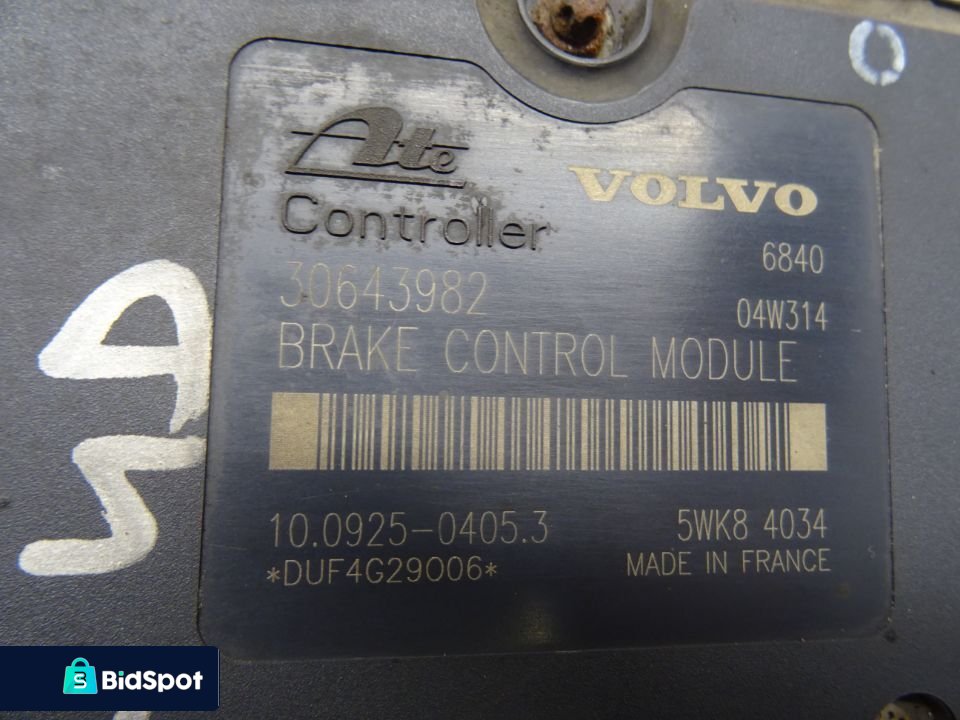 Ate
VOLVO
Controller
6840
30643982
04W314
BRAKE CONTROL MODULE
10.0925-0405.3
5WK8 4034
*DUF4G29006*
MADE IN FRANCE
BidSpot